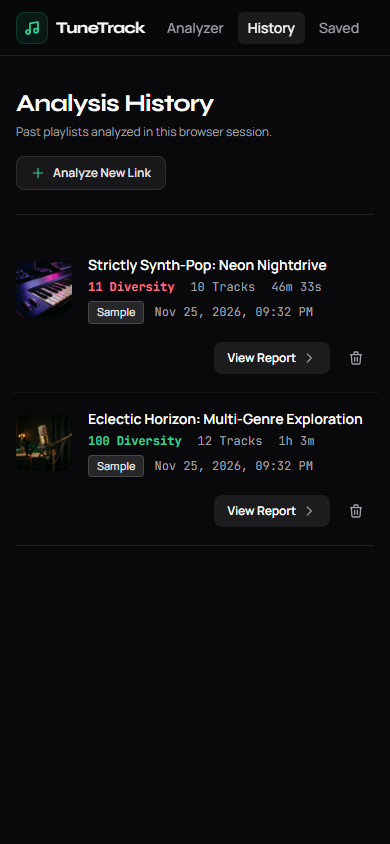 TuneTrack Analyzer History Saved
Analysis History
Past playlists analyzed in this browser session.
Analyze New Link
Strictly Synth-Pop: Neon Nightdrive
11 Diversity 10 Tracks 46m 33s
Sample Nov 25, 2026, 09:32 PM
View Report
Eclectic Horizon: Multi-Genre Exploration
100 Diversity 12 Tracks 1h 3m
Sample Nov 25, 2026, 09:32 PM
View Report